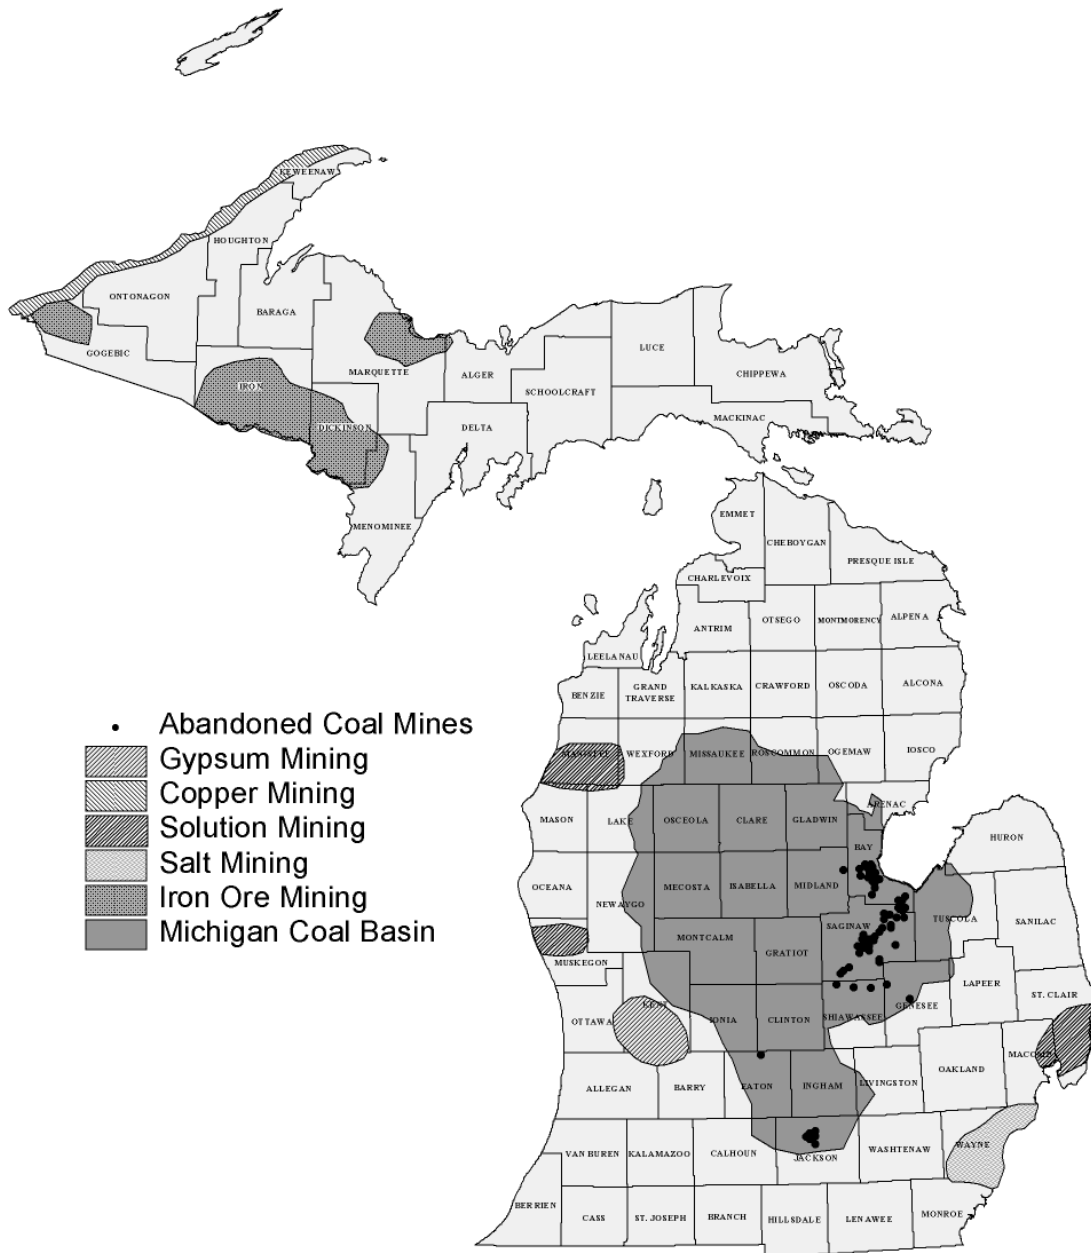 KEWEENAW
HOUGHTON
ONTONAGON
BARAGA
GOGEBIC
MARQUETTE
ALGER
LUCE
CHIPPEWA
IRON
SCHOOLCRAFT
MACKINAC
DICKINSON
DELTA
MENOMINEE
EMMET
CHEBOYGAN
PRESQUE ISLE
CHARLEVOIX
ANTRIM
OTSEGO
MONTMORENCY
ALPENA
LEELANAU
BENZIE
GRAND
TRAVERSE
KALKASKA
CRAWFORD
OSCODA
ALCONA
MANISTEE
WEXFORD
MISSAUKEE
ROSCOMMON
OGEMAW
IOSCO
Abandoned Coal Mines
Gypsum Mining
Copper Mining
Solution Mining
Salt Mining
Iron Ore Mining
Michigan Coal Basin
MASON
LAKE
OSCEOLA
CLARE
GLADWIN
ARENAC
HURON
BAY
OCEANA
NEWAYGO
MECOSTA
ISABELLA
MIDLAND
TUSCOLA
SANILAC
SAGINAW
MUSKEGON
MONTCALM
GRATIOT
LAPEER
ST. CLAIR
GENESEE
KENT
OTTAWA
IONIA
CLINTON
SHIAWASSEE
MACOMB
OAKLAND
ALLEGAN
BARRY
EATON
INGHAM
LIVINGSTON
VAN BUREN
KALAMAZOO
CALHOUN
JACKSON
WASHTENAW
WAYNE
BERRIEN
CASS
ST. JOSEPH
BRANCH
HILLSDALE
LENAWEE
MONROE